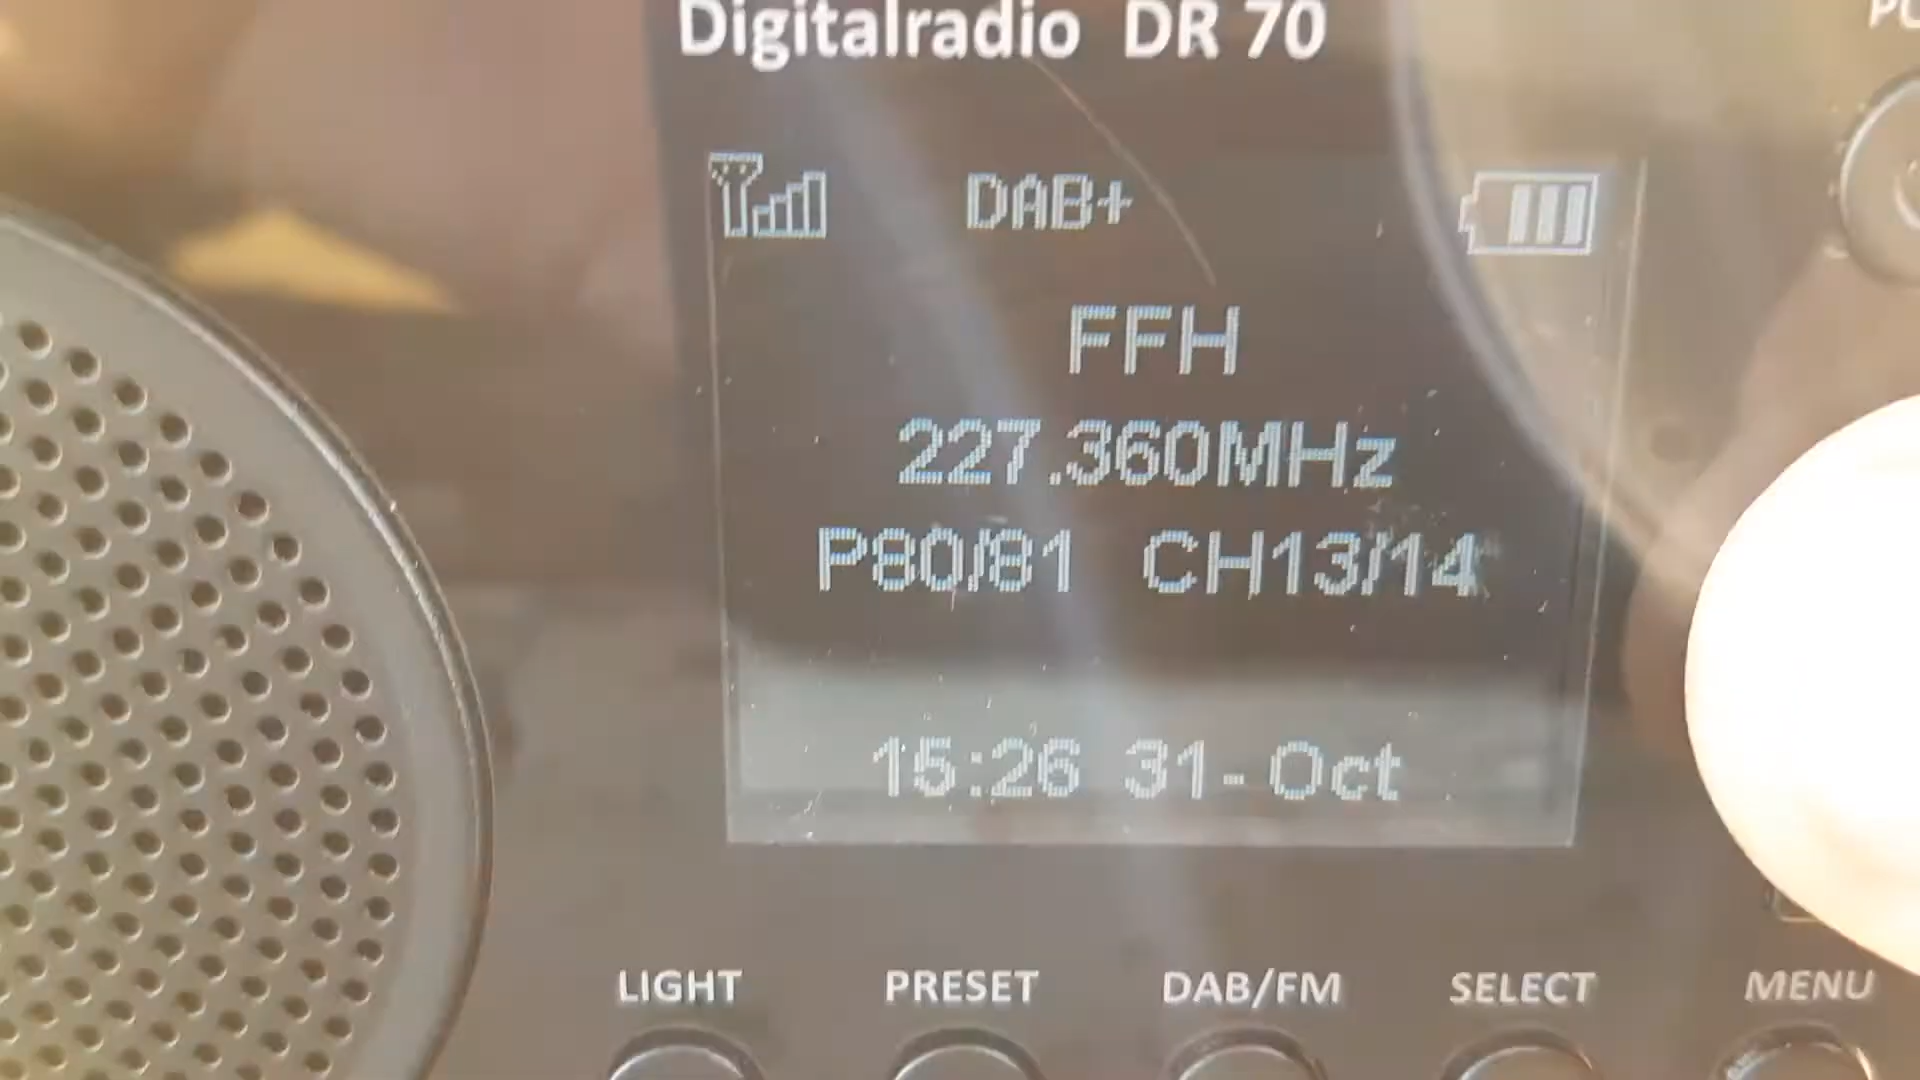 Digitalradio DR 70
DAB+
FFH
227.360MHz
P80/81 CH13/14
15:26 31-Oct
LIGHT PRESET DAB/FM SELECT MENU